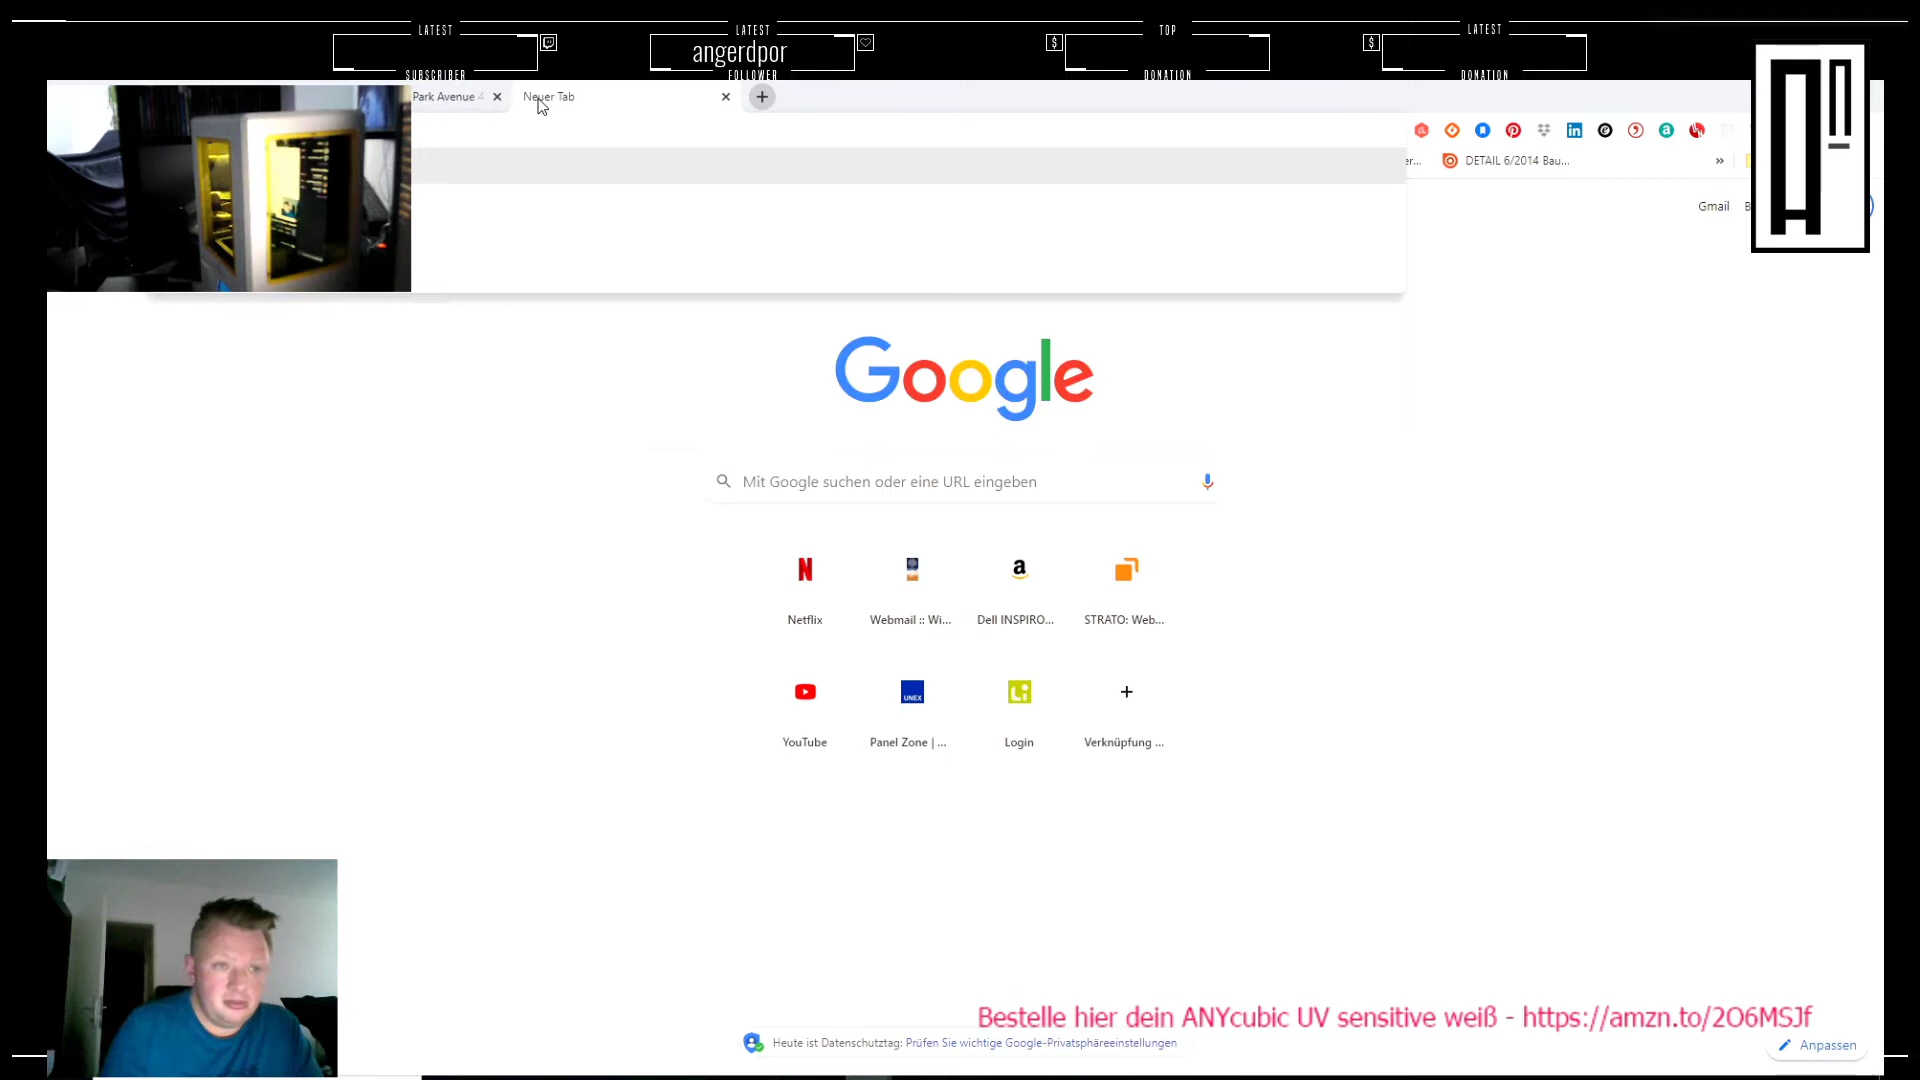 LATEST
SUBSCRIBER
LATEST
angerdpor
FOLLOWER
TOP
DONATION
LATEST
DONATION
Park Avenue 4
Neuer Tab
er...
DETAIL 6/2014 Bau...
»
Gmail
B
Google
Mit Google suchen oder eine URL eingeben
Netflix
Webmail :: Wi...
Dell INSPIRO...
STRATO: Web...
UNEX
YouTube
Panel Zone | ...
Login
Verknüpfung ...
Bestelle hier dein ANYcubic UV sensitive weiß - https://amzn.to/2O6MSJf
Heute ist Datenschutztag: Prüfen Sie wichtige Google-Privatsphäreeinstellungen
Anpassen